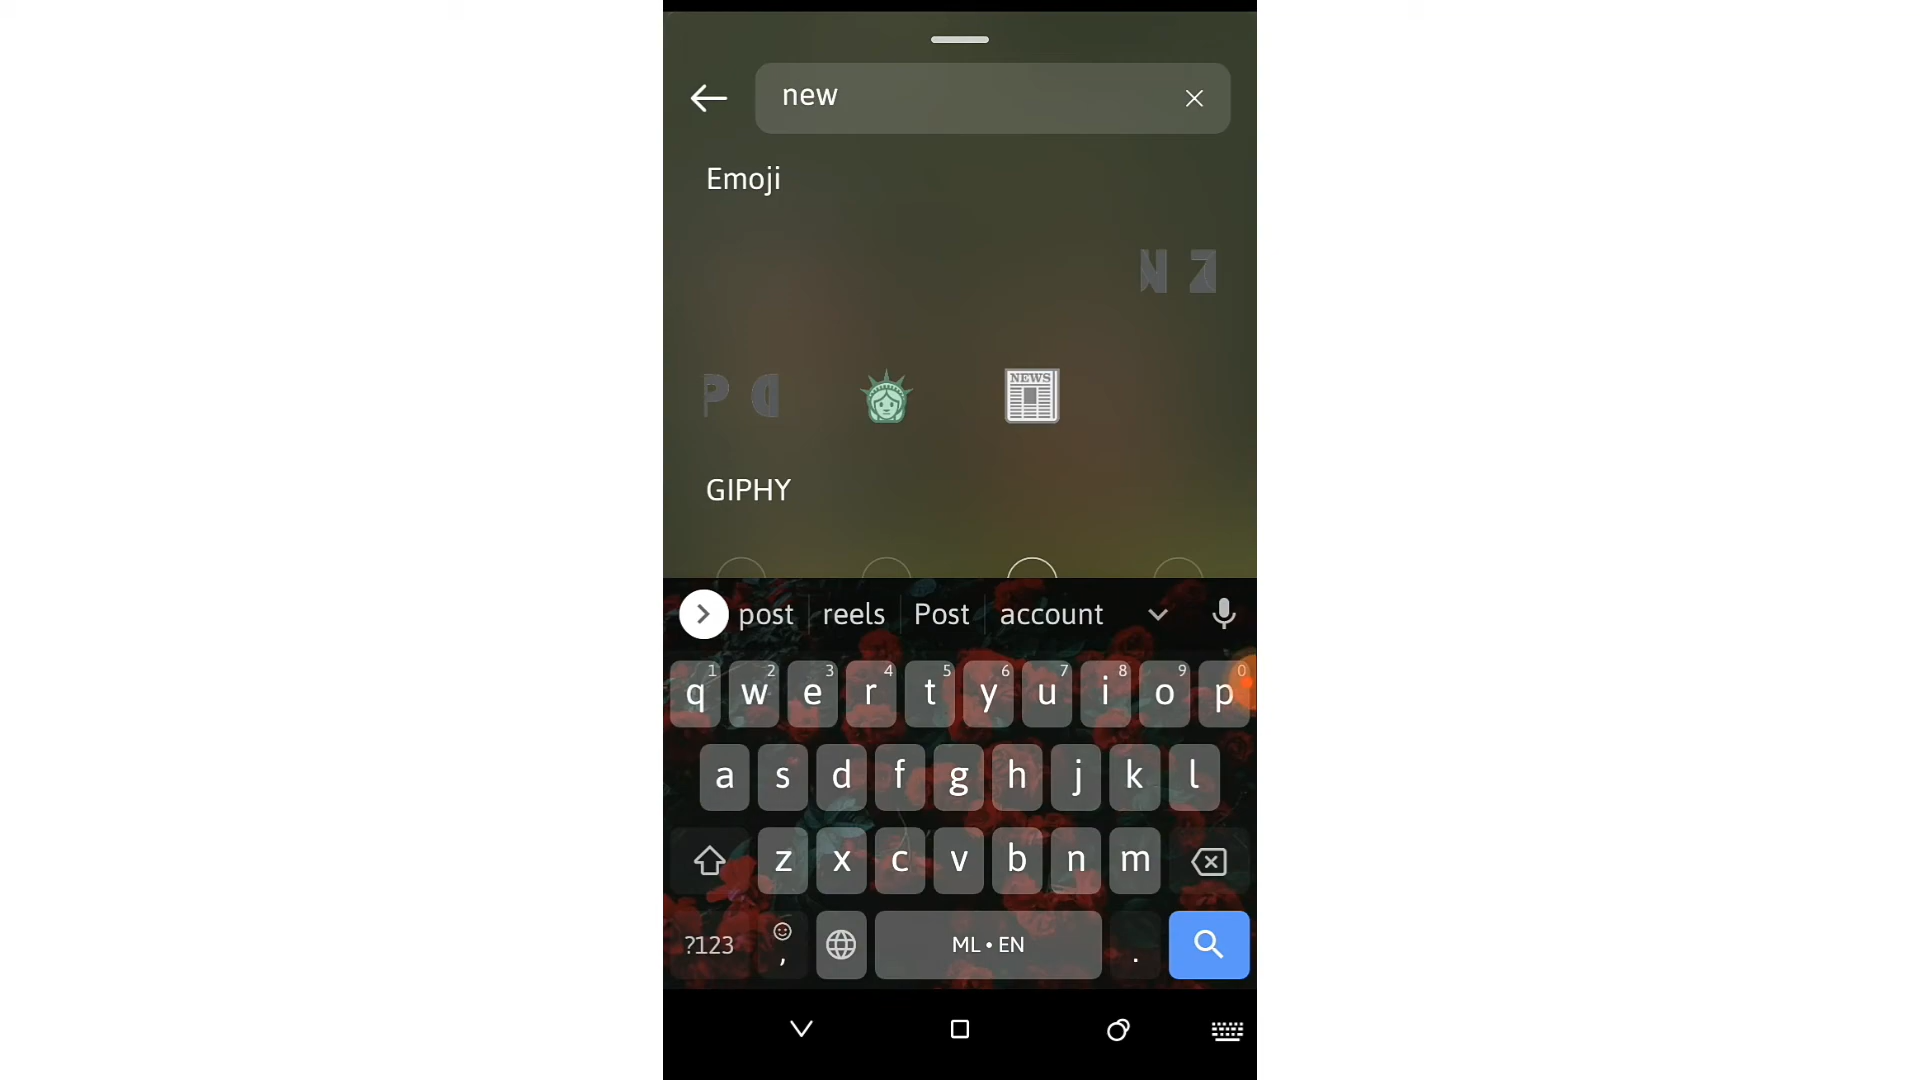 new
Emoji
N Z
P G
NEWS
GIPHY
post reels Post account
1 2 3 4 5 6 7 8 9 0
q w e r t y u i o p
a s d f g h j k l
z x c v b n m
?123 , ML • EN .